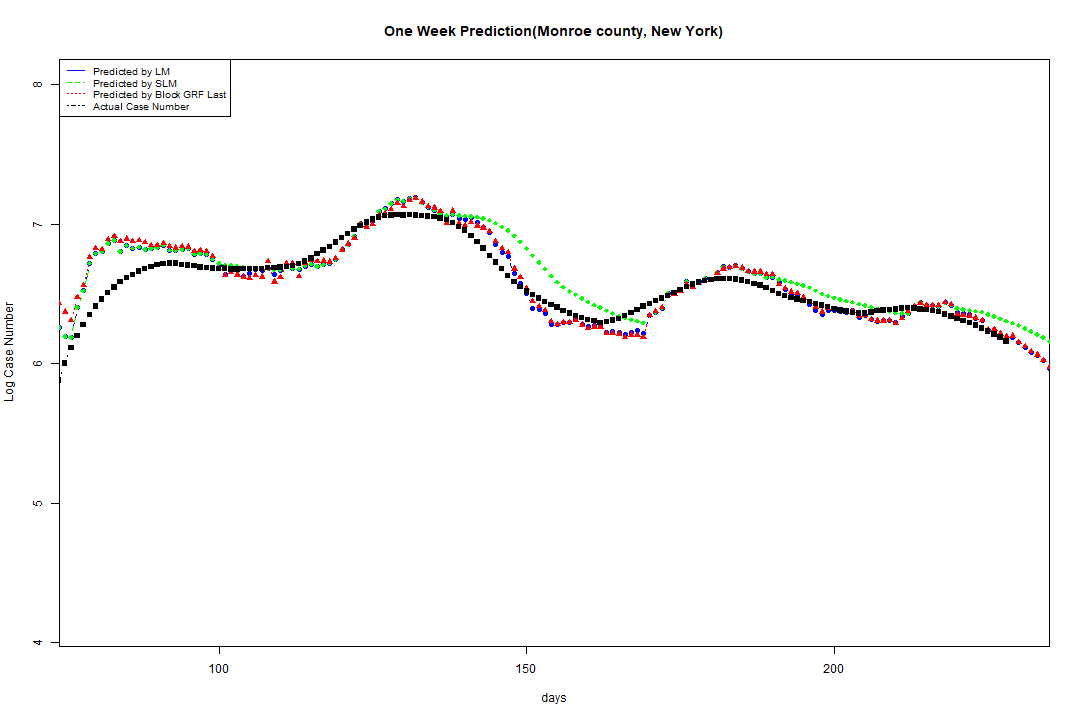 One Week Prediction(Monroe county, New York)
Predicted by LM
Predicted by SLM
Predicted by Block GRF Last
Actual Case Number
8
7
6
5
4
Log Case Number
100
150
200
days